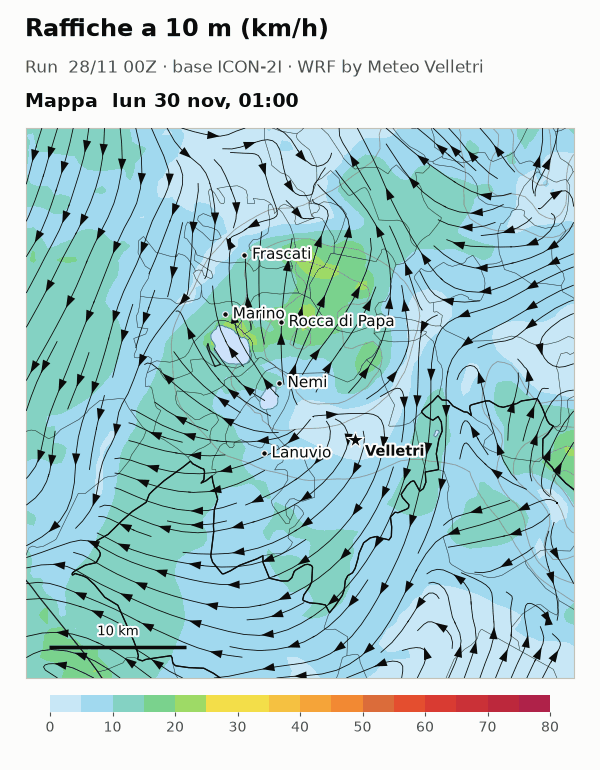 Raffiche a 10 m (km/h)
Run  28/11 00Z · base ICON-2I · WRF by Meteo Velletri
Mappa  lun 30 nov, 01:00
Frascati
Marino
Rocca di Papa
Nemi
Velletri
Lanuvio
10 km
0 10 20 30 40 50 60 70 80